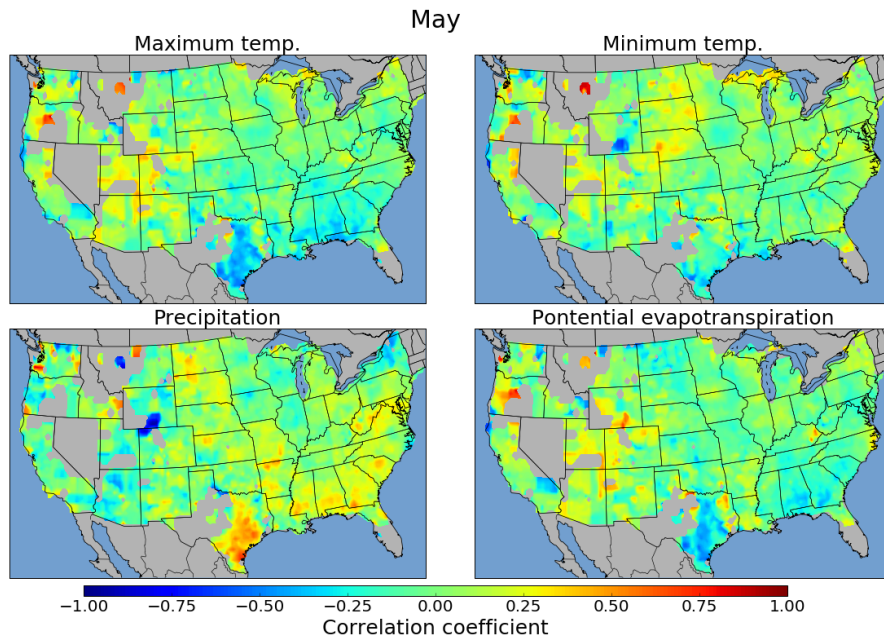 May
Maximum temp.
Minimum temp.
Precipitation
Pontential evapotranspiration
−1.00 −0.75 −0.50 −0.25 0.00 0.25 0.50 0.75 1.00
Correlation coefficient